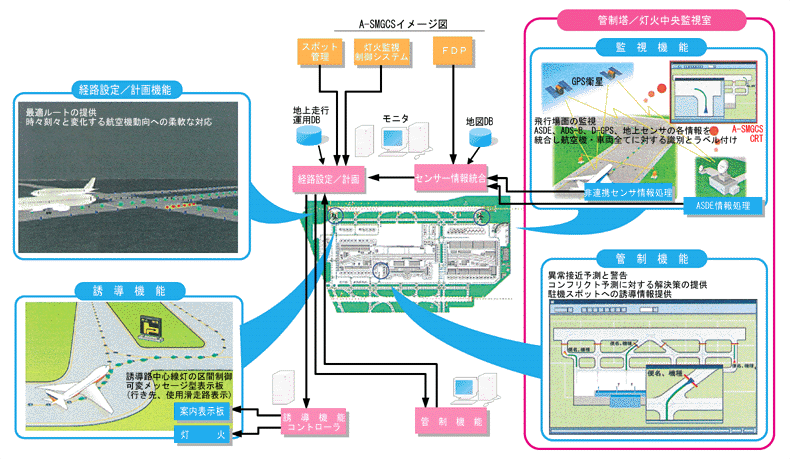 A-SMGCSイメージ図
スポット
管理
灯火監視
制御システム
FDP
管制塔／灯火中央監視室
監視機能
GPS衛星
飛行場面の監視
ASDE、ADS-B、D-GPS、地上センサの各情報を
統合し航空機・車両全てに対する識別とラベル付け
A-SMGCS
CRT
非連携センサ情報処理
ASDE情報処理
経路設定／計画機能
最適ルートの提供
時々刻々と変化する航空機動向への柔軟な対応
地上走行
運用DB
モニタ
地図DB
経路設定／計画
センサー情報統合
誘導機能
誘導路中心線灯の区間制御
可変メッセージ型表示板
(行き先、使用滑走路表示)
案内表示板
灯火
誘導機能
コントローラ
管制機能
管制機能
異常接近予測と警告
コンフリクト予測に対する解決策の提供
駐機スポットへの誘導情報提供
便名、機種
便名、機種
便名、機種